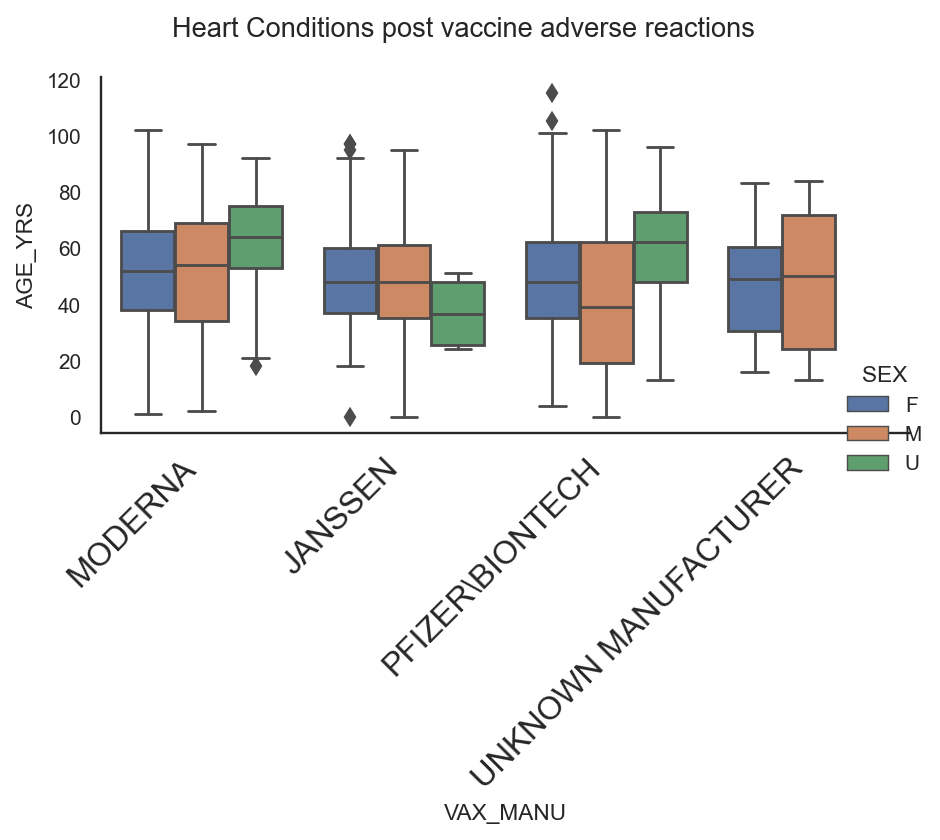 Heart Conditions post vaccine adverse reactions
120
100
80
60
40
20
0
AGE_YRS
SEX
F
M
U
MODERNA
JANSSEN
PFIZER\BIONTECH
UNKNOWN MANUFACTURER
VAX_MANU